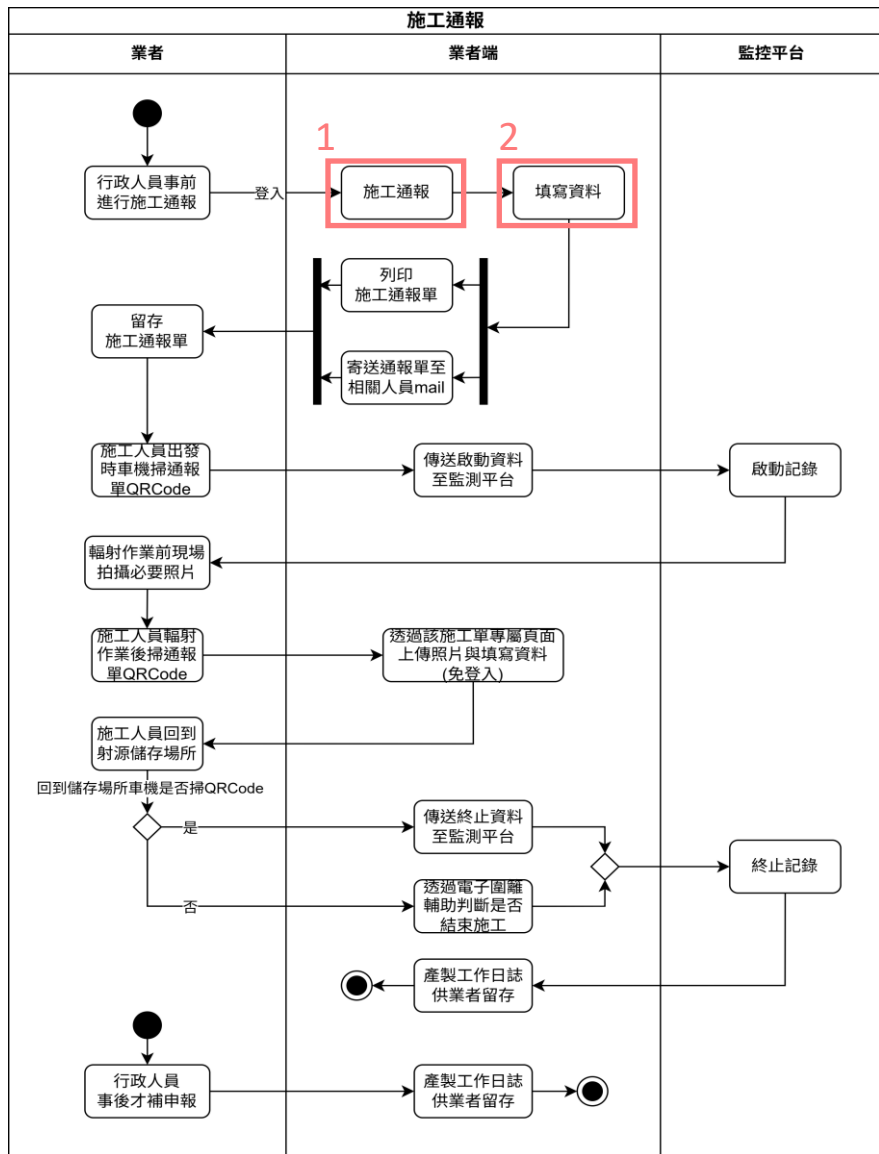 施工通報
業者
業者端
監控平台
1
2
行政人員事前
進行施工通報
登入
施工通報
填寫資料
列印
施工通報單
留存
施工通報單
寄送通報單至
相關人員mail
施工人員出發
時車機掃通報
單QRCode
傳送啟動資料
至監測平台
啟動記錄
輻射作業前現場
拍攝必要照片
施工人員輻射
作業後掃通報
單QRCode
透過該施工單專屬頁面
上傳照片與填寫資料
(免登入)
施工人員回到
射源儲存場所
回到儲存場所車機是否掃QRCode
是
傳送終止資料
至監測平台
終止記錄
否
透過電子圍籬
輔助判斷是否
結束施工
產製工作日誌
供業者留存
行政人員
事後才補申報
產製工作日誌
供業者留存